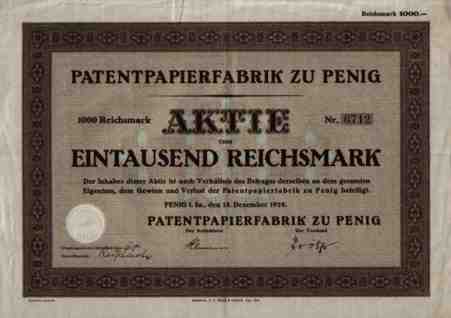 Reichsmark 1000.—
PATENTPAPIERFABRIK ZU PENIG
1000 Reichsmark AKTIE Nr. 6712
ÜBER
EINTAUSEND REICHSMARK
Der Inhaber dieser Aktie ist nach Verhältnis des Betrages derselben an dem gesamten
Eigentum, dem Gewinn und Verlust der Patentpapierfabrik zu Penig beteiligt.
PENIG i. Sa., den 15. Dezember 1928.
PATENTPAPIERFABRIK ZU PENIG
Der Aufsichtsrat Der Vorstand